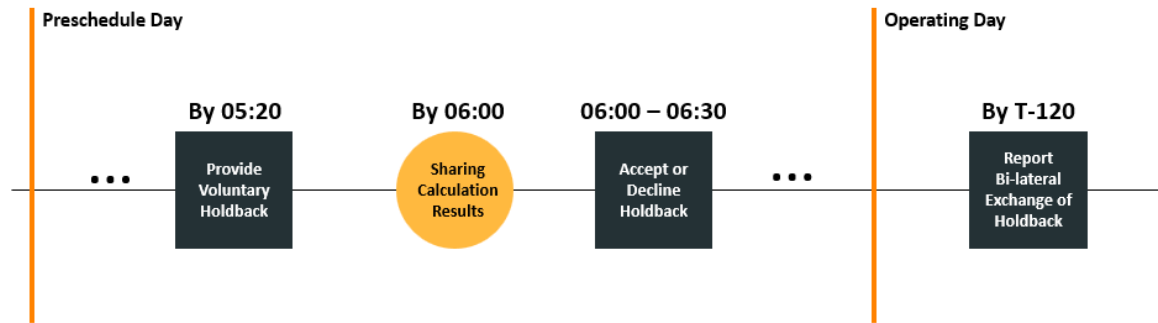 Preschedule Day
Operating Day
By 05:20
By 06:00
06:00 – 06:30
By T-120
Provide
Voluntary
Holdback
Sharing
Calculation
Results
Accept or
Decline
Holdback
Report
Bi-lateral
Exchange of
Holdback
...
...